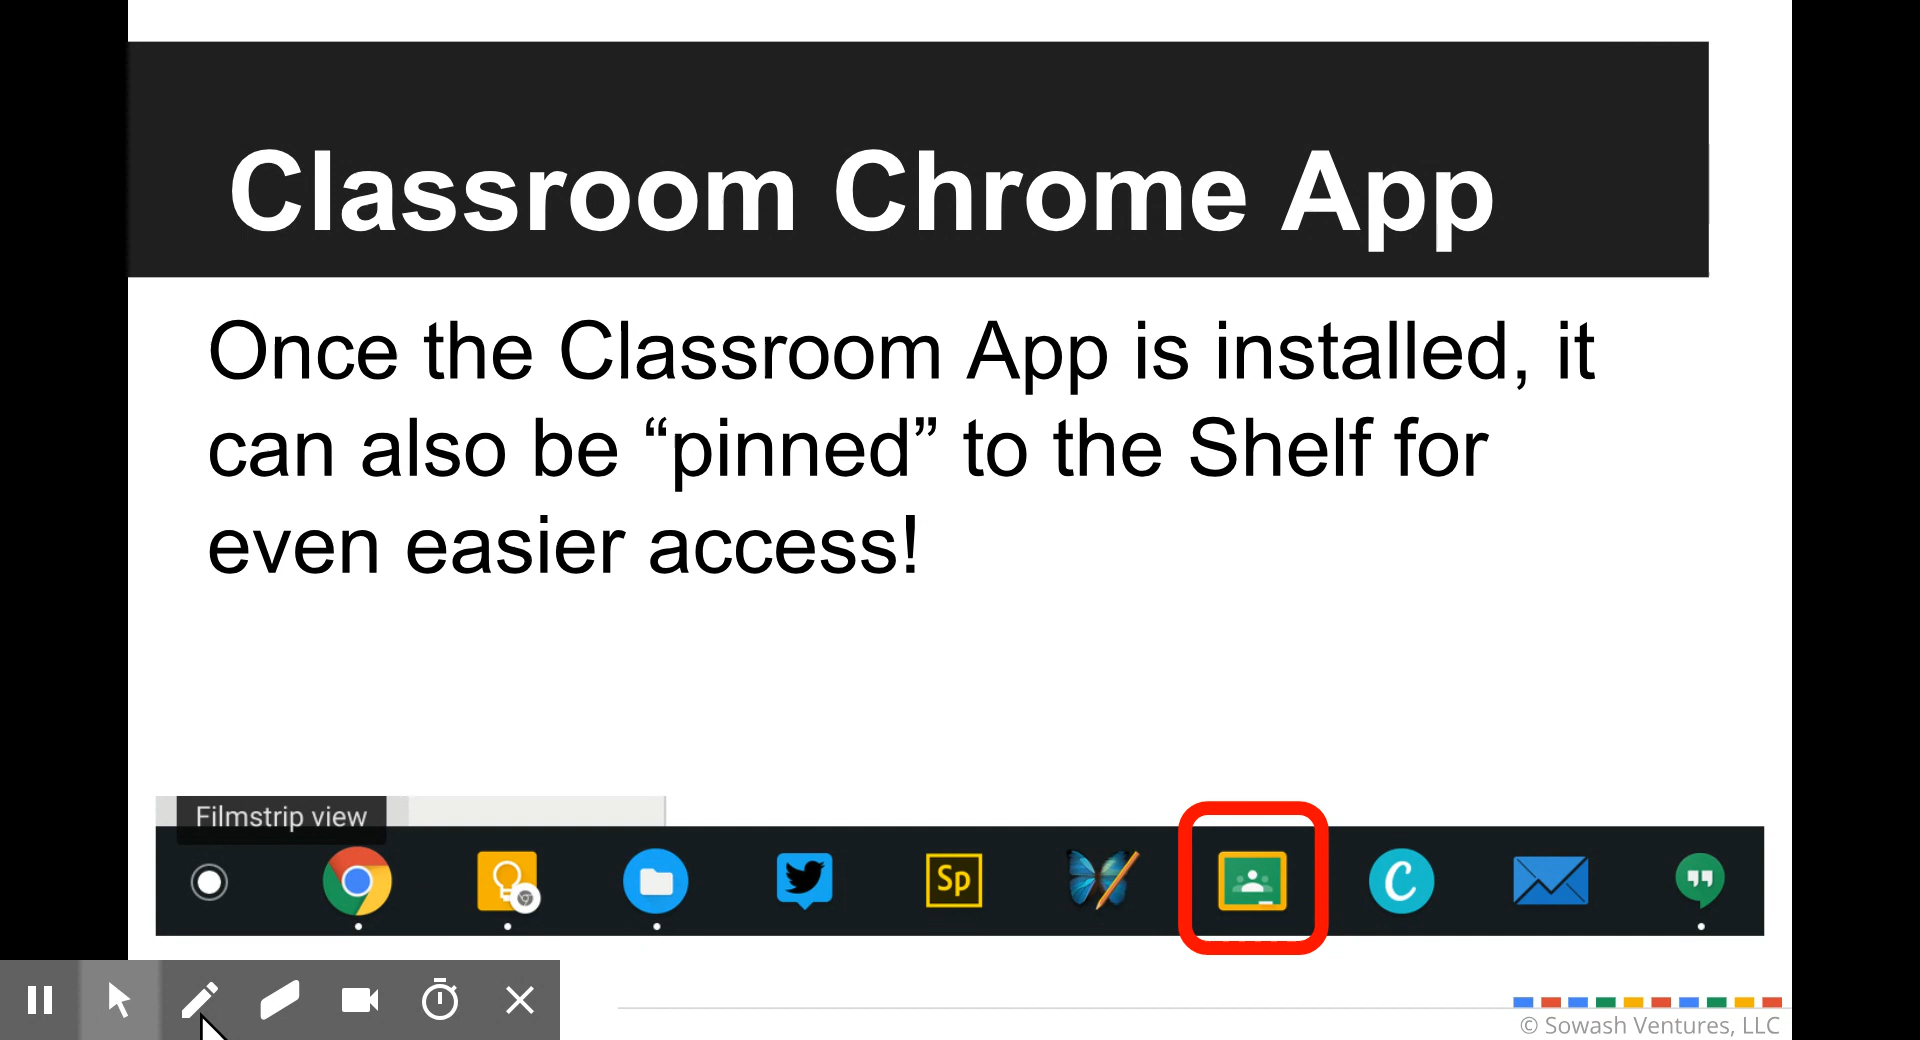 Classroom Chrome App
Once the Classroom App is installed, it
can also be “pinned” to the Shelf for
even easier access!
Filmstrip view
Sp
C
© Sowash Ventures, LLC